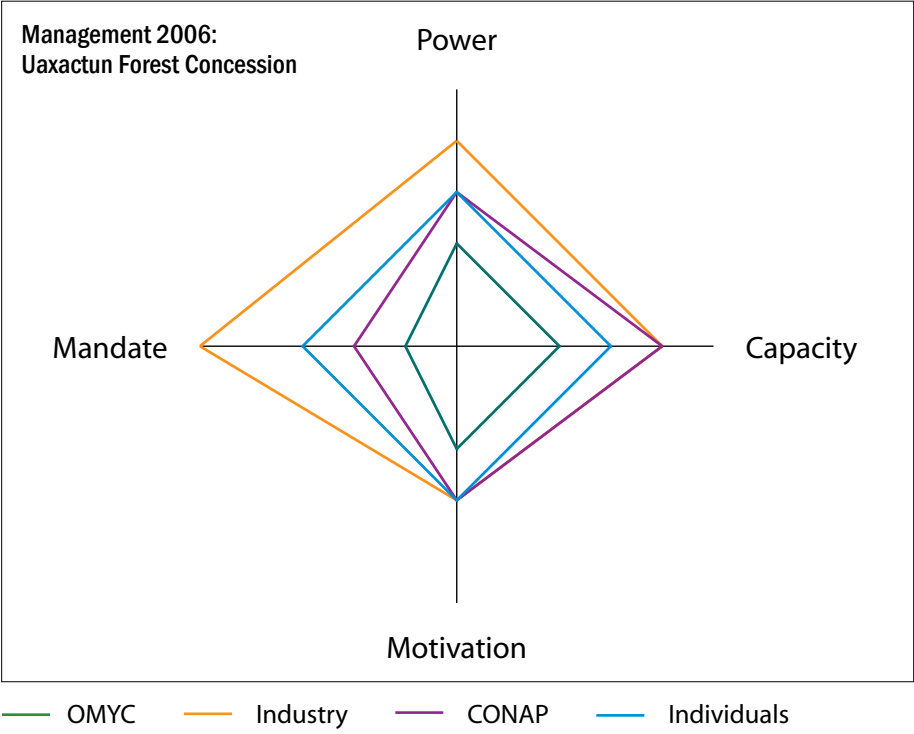 Management 2006:
Uaxactun Forest Concession
Power
Mandate
Capacity
Motivation
OMYC Industry CONAP Individuals